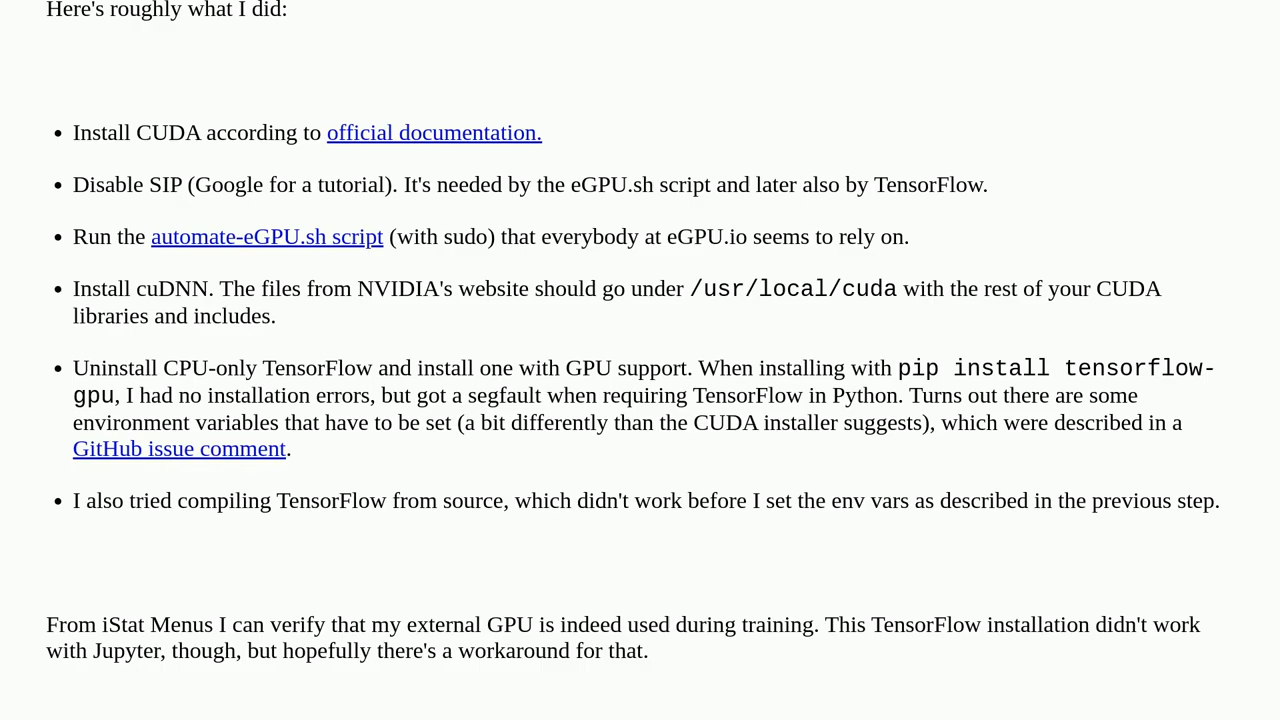 Here's roughly what I did:
• Install CUDA according to official documentation.
• Disable SIP (Google for a tutorial). It's needed by the eGPU.sh script and later also by TensorFlow.
• Run the automate-eGPU.sh script (with sudo) that everybody at eGPU.io seems to rely on.
• Install cuDNN. The files from NVIDIA's website should go under /usr/local/cuda with the rest of your CUDA
libraries and includes.
• Uninstall CPU-only TensorFlow and install one with GPU support. When installing with pip install tensorflow-
gpu, I had no installation errors, but got a segfault when requiring TensorFlow in Python. Turns out there are some
environment variables that have to be set (a bit differently than the CUDA installer suggests), which were described in a
GitHub issue comment.
• I also tried compiling TensorFlow from source, which didn't work before I set the env vars as described in the previous step.
From iStat Menus I can verify that my external GPU is indeed used during training. This TensorFlow installation didn't work
with Jupyter, though, but hopefully there's a workaround for that.